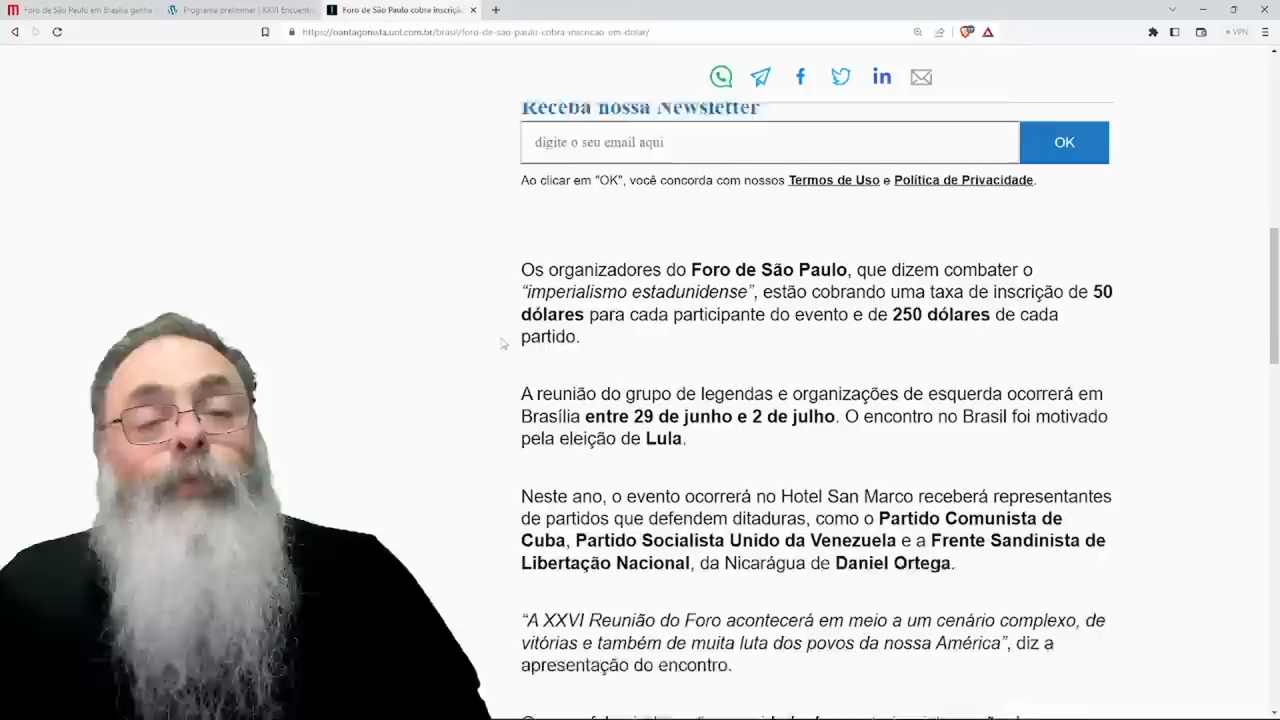 Foro de São Paulo em Brasília ganha
Programa preliminar | XXVI Encuentro
Foro de São Paulo cobra inscrição
https://oantagonista.uol.com.br/brasil/foro-de-sao-paulo-cobra-inscricao-em-dolar/
VPN
in
Receba nossa Newsletter
digite o seu email aqui
OK
Ao clicar em "OK", você concorda com nossos Termos de Uso e Política de Privacidade.
Os organizadores do Foro de São Paulo, que dizem combater o
“imperialismo estadunidense”, estão cobrando uma taxa de inscrição de 50
dólares para cada participante do evento e de 250 dólares de cada
partido.
A reunião do grupo de legendas e organizações de esquerda ocorrerá em
Brasília entre 29 de junho e 2 de julho. O encontro no Brasil foi motivado
pela eleição de Lula.
Neste ano, o evento ocorrerá no Hotel San Marco receberá representantes
de partidos que defendem ditaduras, como o Partido Comunista de
Cuba, Partido Socialista Unido da Venezuela e a Frente Sandinista de
Libertação Nacional, da Nicarágua de Daniel Ortega.
“A XXVI Reunião do Foro acontecerá em meio a um cenário complexo, de
vitórias e também de muita luta dos povos da nossa América”, diz a
apresentação do encontro.